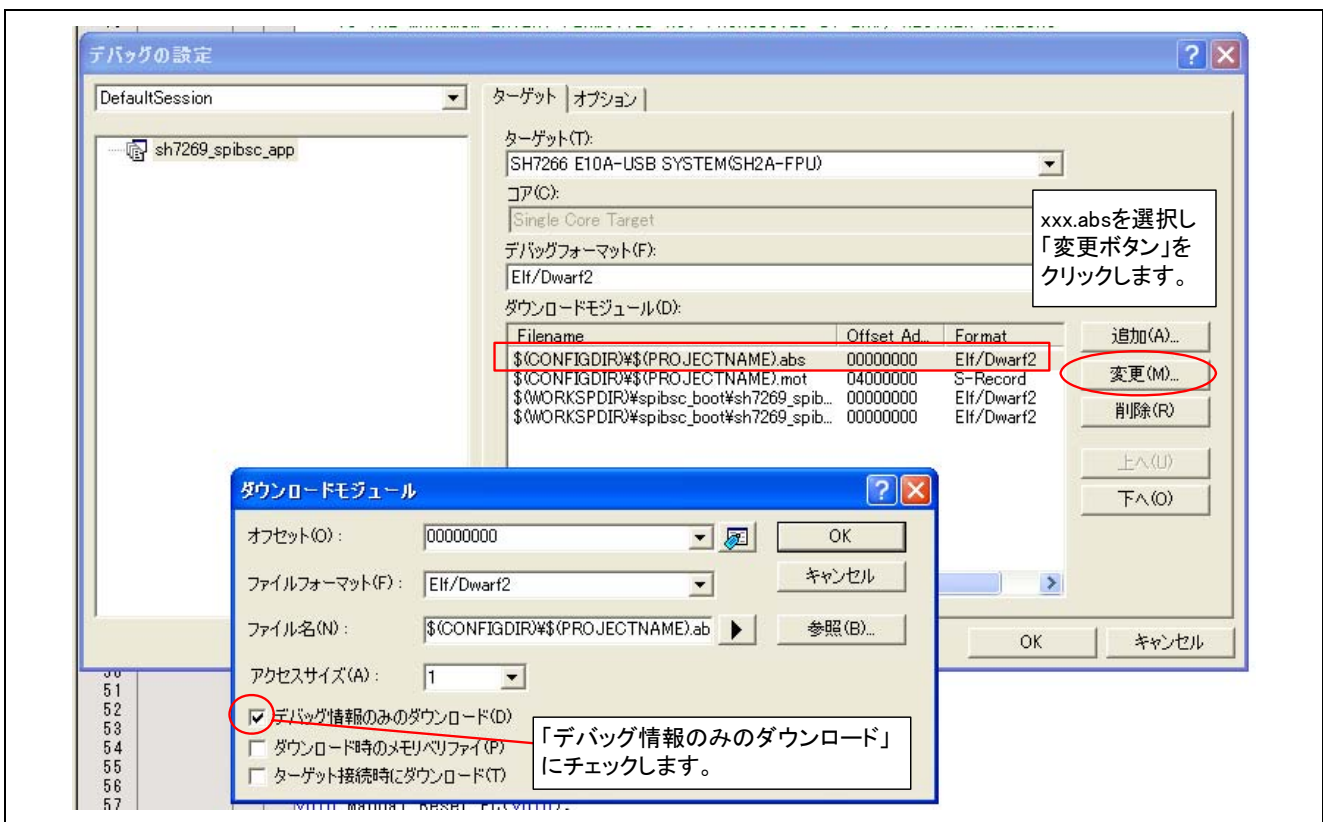 デバッグの設定
DefaultSession
sh7269_spibsc_app
ターゲット
オプション
ターゲット(T):
SH7266 E10A-USB SYSTEM(SH2A-FPU)
コア(C):
Single Core Target
デバッグフォーマット(F):
Elf/Dwarf2
xxx.absを選択し
「変更ボタン」を
クリックします。
ダウンロードモジュール(D):
Filename Offset Ad... Format
$(CONFIGDIR)¥$(PROJECTNAME).abs 00000000 Elf/Dwarf2
$(CONFIGDIR)¥$(PROJECTNAME).mot 04000000 S-Record
$(WORKSPDIR)¥spibsc_boot¥sh7269_spib... 00000000 Elf/Dwarf2
$(WORKSPDIR)¥spibsc_boot¥sh7269_spib... 00000000 Elf/Dwarf2
追加(A)...
変更(M)...
削除(R)
上へ(U)
下へ(O)
OK
キャンセル
ダウンロードモジュール
オフセット(O):
00000000
OK
ファイルフォーマット(F):
Elf/Dwarf2
キャンセル
ファイル名(N):
$(CONFIGDIR)¥$(PROJECTNAME).ab
参照(B)...
アクセスサイズ(A):
1
デバッグ情報のみのダウンロード(D)
ダウンロード時のメモリベリファイ(P)
ターゲット接続時にダウンロード(T)
「デバッグ情報のみのダウンロード」
にチェックします。
51
52
53
54
55
56
57